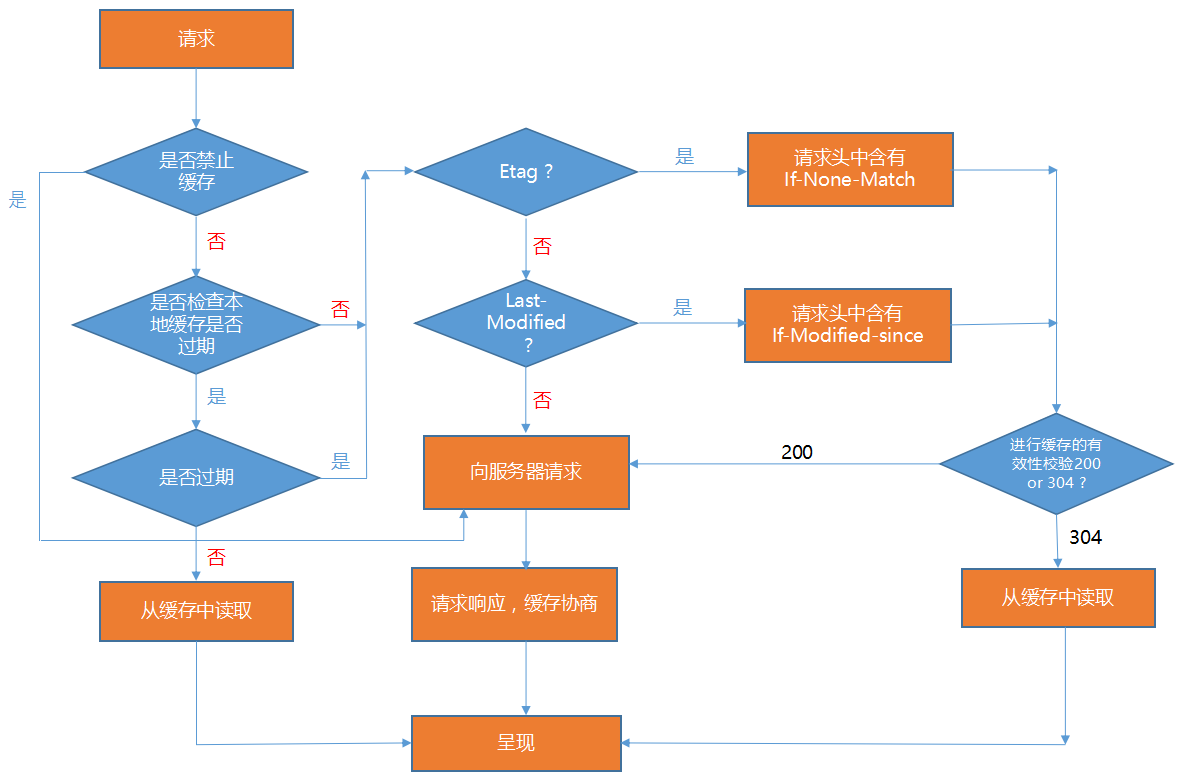 请求
是否禁止
缓存
是
否
是否检查本
地缓存是否
过期
否
是
是否过期
是
否
从缓存中读取
Etag？
是
请求头中含有
If-None-Match
否
Last-
Modified
？
是
请求头中含有
If-Modified-since
否
向服务器请求
200
进行缓存的有
效性校验200
or 304？
304
请求响应，缓存协商
从缓存中读取
呈现